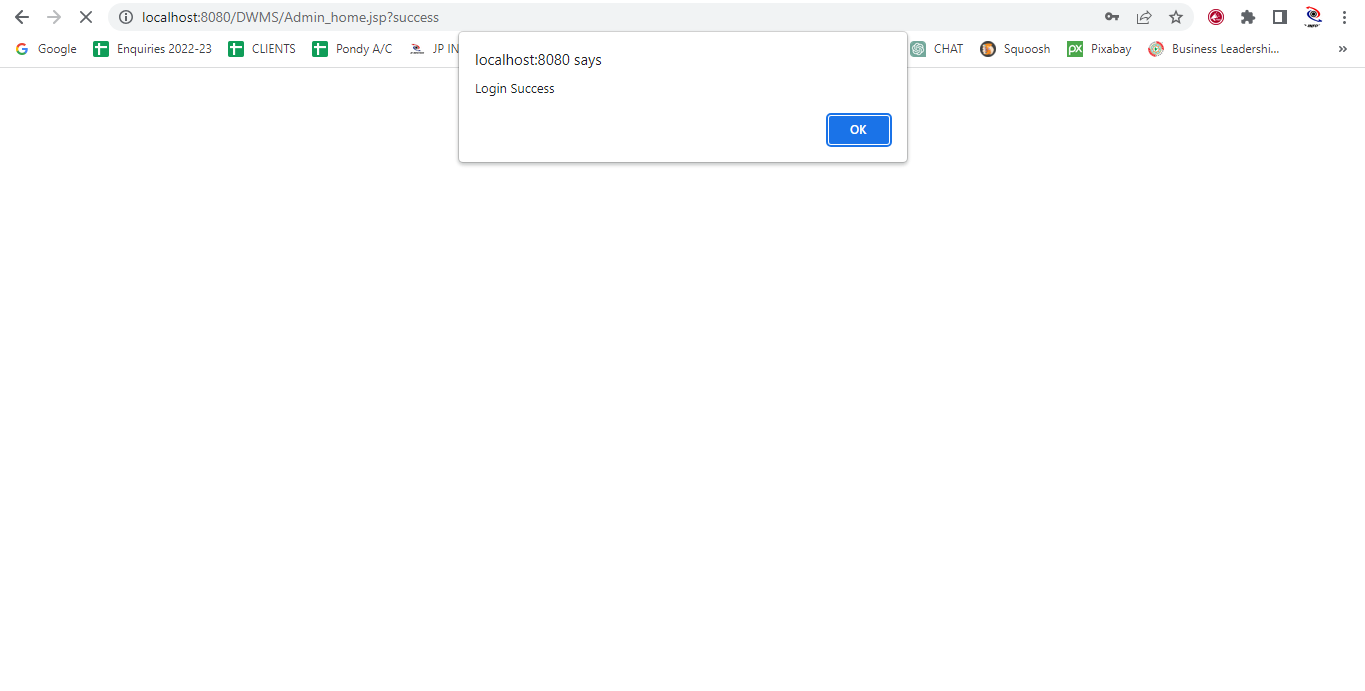 localhost:8080/DWMS/Admin_home.jsp?success
Google Enquiries 2022-23 CLIENTS Pondy A/C JP IN CHAT Squoosh Pixabay Business Leadershi... »
localhost:8080 says
Login Success
OK